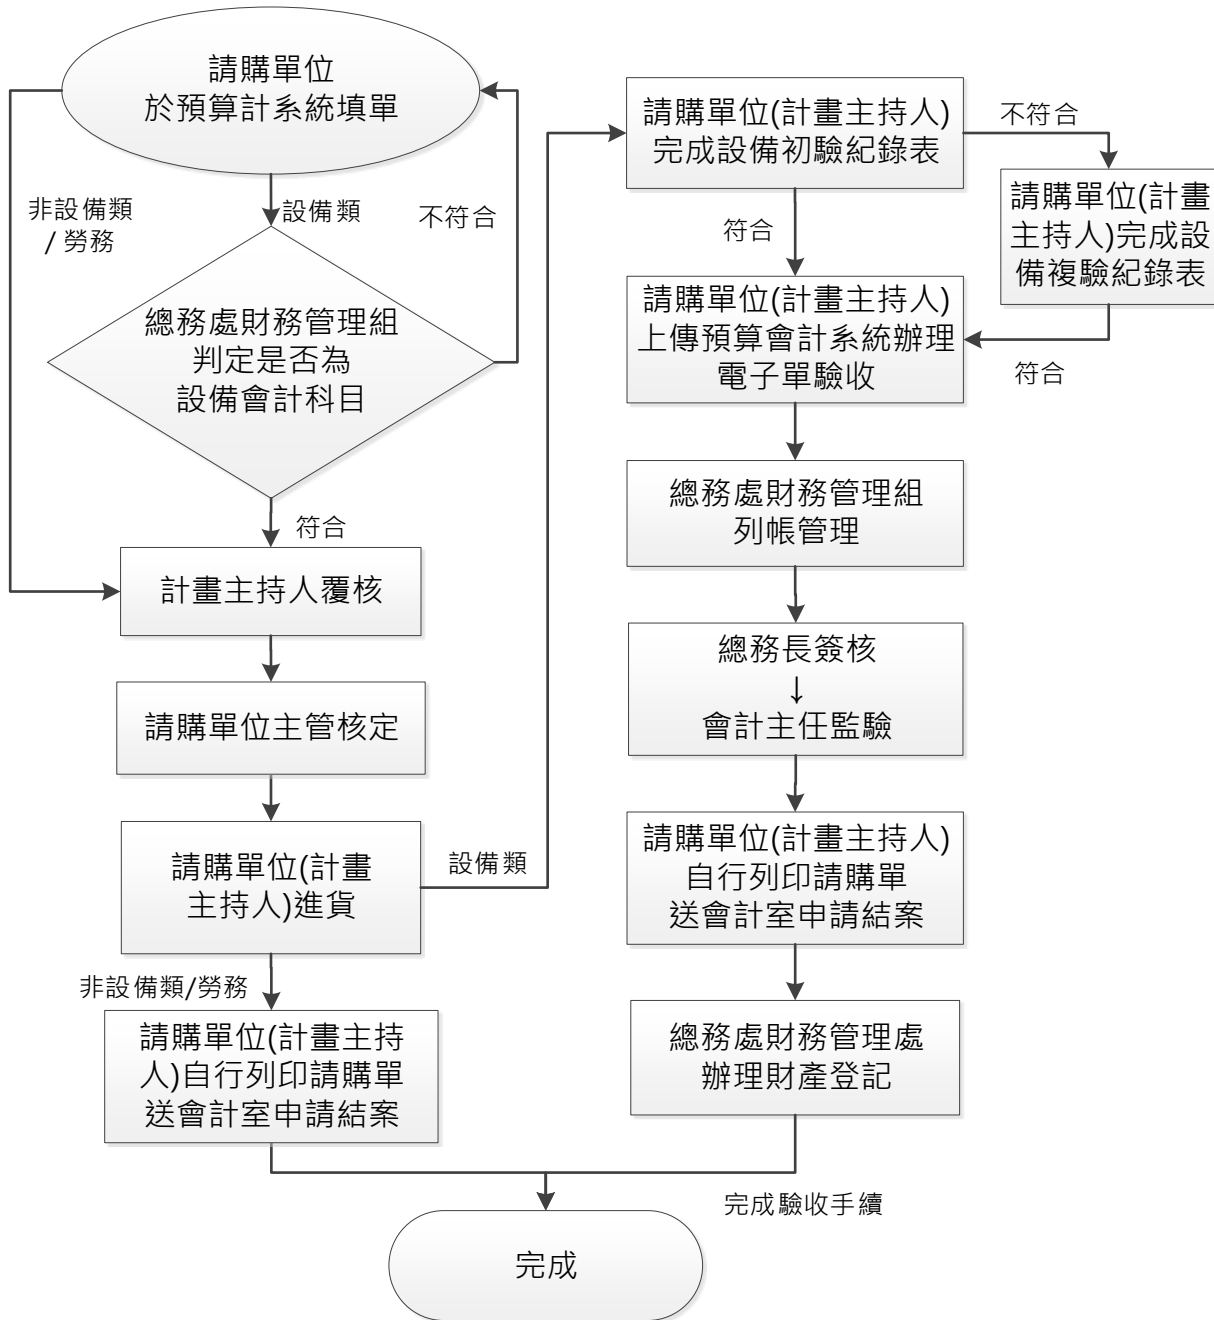 請購單位
於預算計系統填單
非設備類
/ 勞務
設備類
不符合
總務處財務管理組
判定是否為
設備會計科目
符合
計畫主持人覆核
請購單位主管核定
請購單位(計畫
主持人)進貨
設備類
非設備類/勞務
請購單位(計畫主持
人)自行列印請購單
送會計室申請結案
請購單位(計畫主持人)
完成設備初驗紀錄表
不符合
請購單位(計畫
主持人)完成設
備複驗紀錄表
符合
符合
請購單位(計畫主持人)
上傳預算會計系統辦理
電子單驗收
總務處財務管理組
列帳管理
總務長簽核
↓
會計主任監驗
請購單位(計畫主持人)
自行列印請購單
送會計室申請結案
總務處財務管理處
辦理財產登記
完成驗收手續
完成